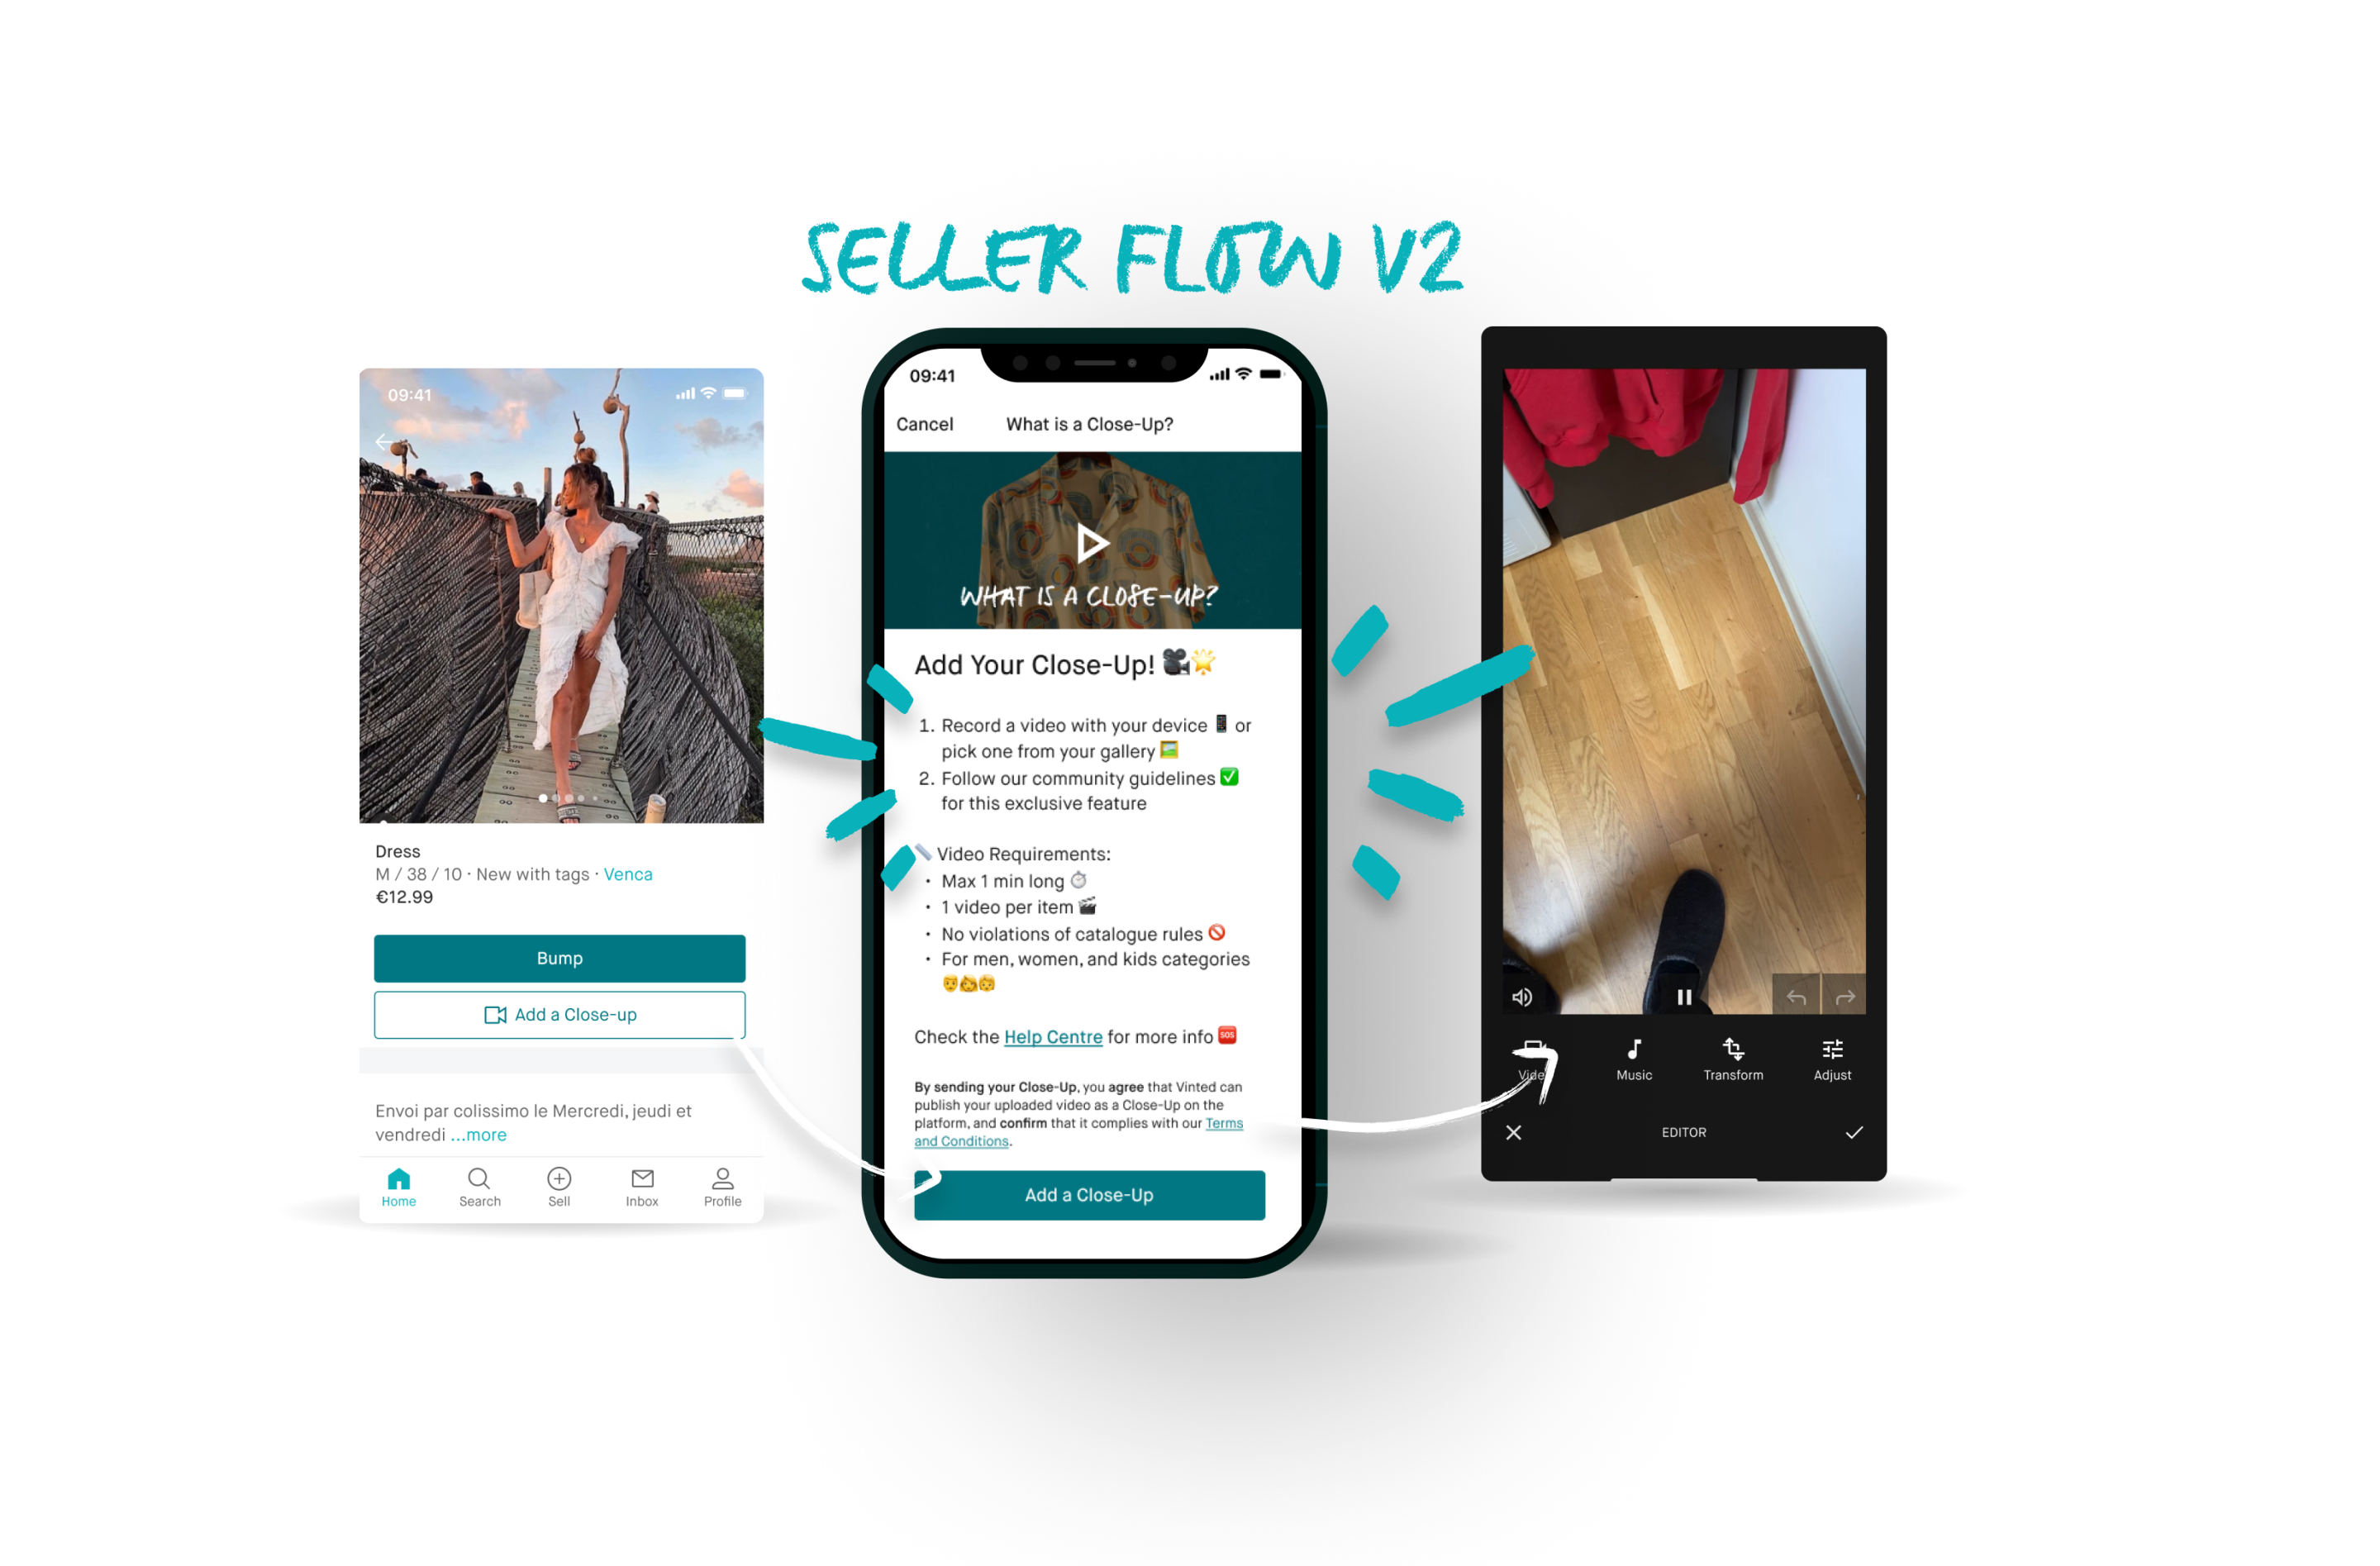 SELLER FLOW V2
09:41
Dress
M / 38 / 10 · New with tags · Venca
€12.99
Bump
Add a Close-up
Envoi par colissimo le Mercredi, jeudi et
vendredi ...more
Home
Search
Sell
Inbox
Profile
09:41
Cancel
What is a Close-Up?
WHAT IS A CLOSE-UP?
Add Your Close-Up! 🎥🌟
1. Record a video with your device 📱 or
pick one from your gallery 🖼️
2. Follow our community guidelines ✅
for this exclusive feature
📏 Video Requirements:
· Max 1 min long ⏱️
· 1 video per item 🎬
· No violations of catalogue rules 🚫
· For men, women, and kids categories
👨👩🧒
Check the Help Centre for more info 🆘
By sending your Close-Up, you agree that Vinted can
publish your uploaded video as a Close-Up on the
platform, and confirm that it complies with our Terms
and Conditions.
Add a Close-Up
Music
Transform
Adjust
EDITOR